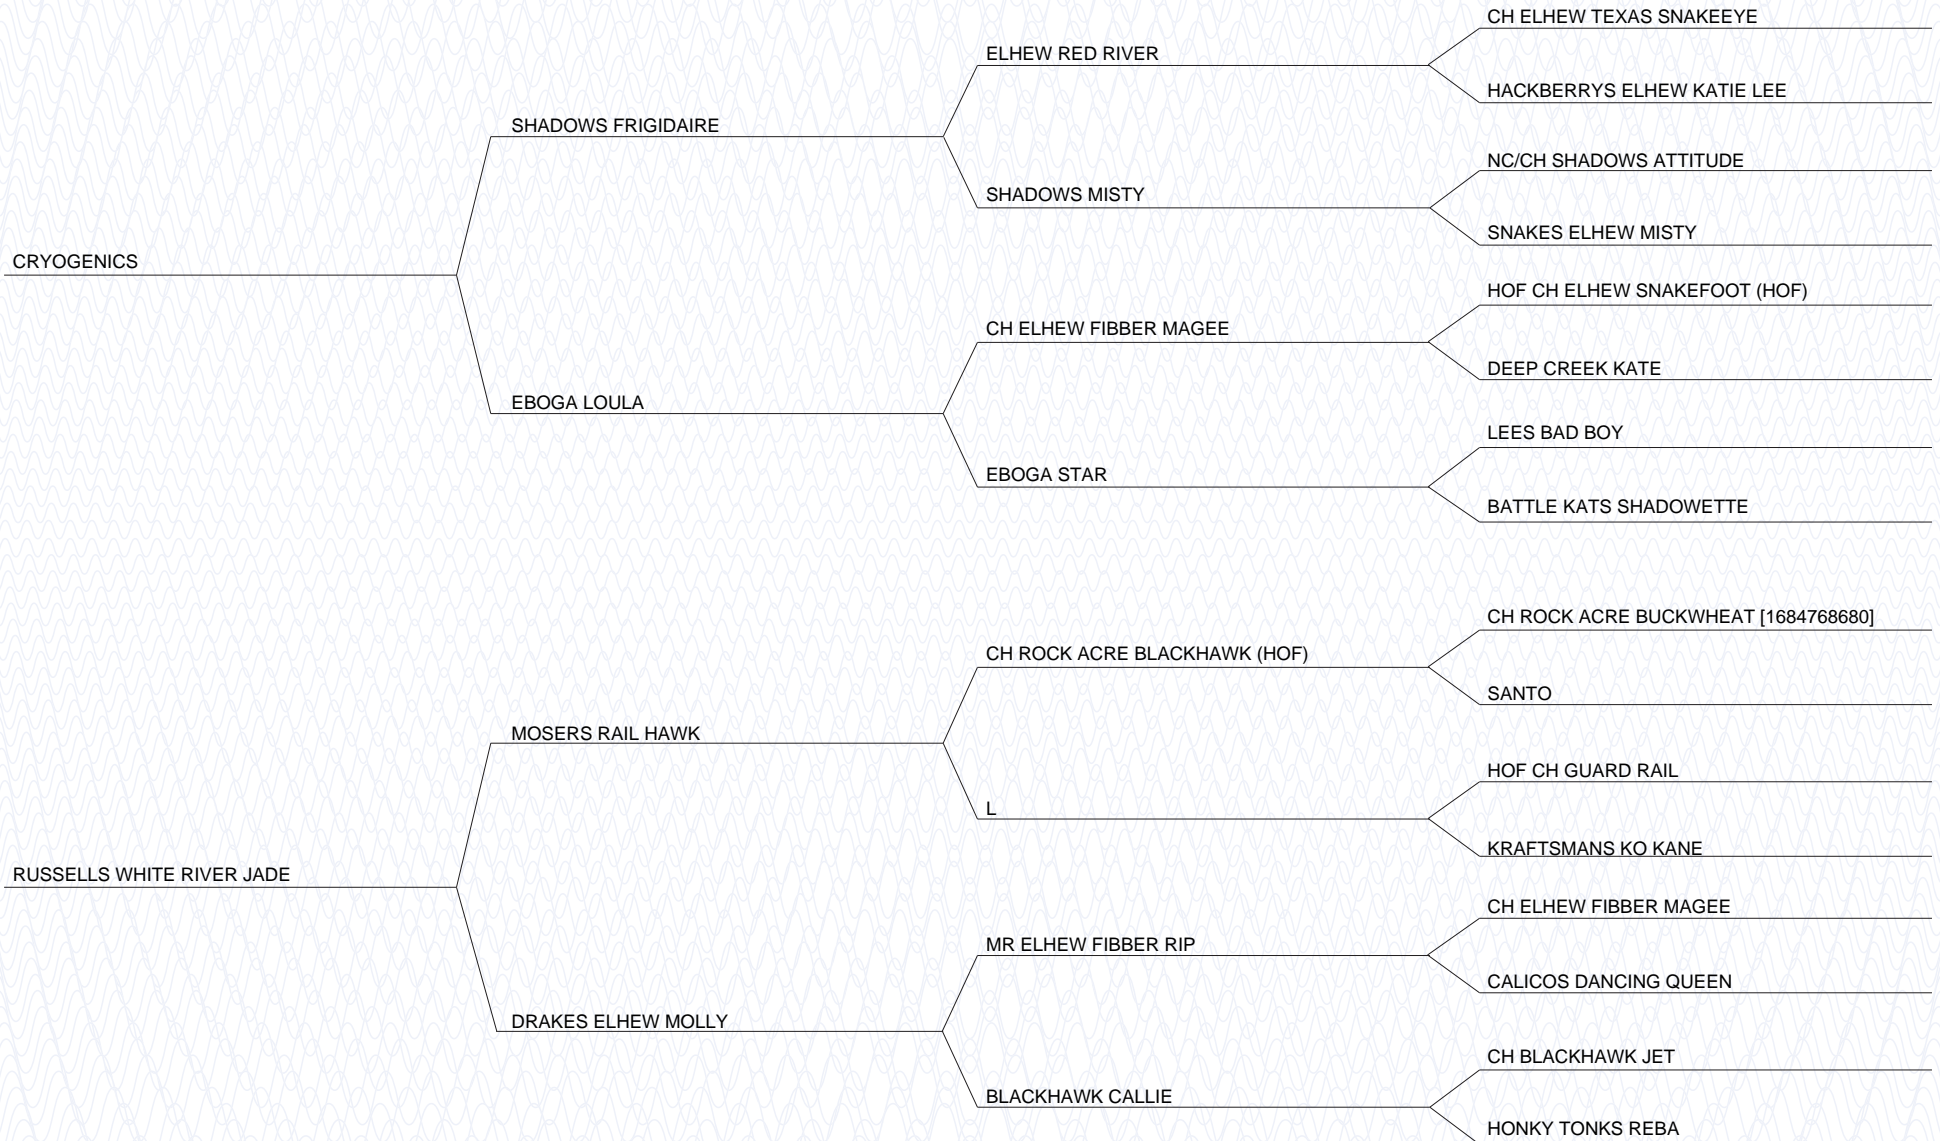 CH ELHEW TEXAS SNAKEEYE
ELHEW RED RIVER
HACKBERRYS ELHEW KATIE LEE
SHADOWS FRIGIDAIRE
NC/CH SHADOWS ATTITUDE
SHADOWS MISTY
SNAKES ELHEW MISTY
CRYOGENICS
HOF CH ELHEW SNAKEFOOT (HOF)
CH ELHEW FIBBER MAGEE
DEEP CREEK KATE
EBOGA LOULA
LEES BAD BOY
EBOGA STAR
BATTLE KATS SHADOWETTE
CH ROCK ACRE BUCKWHEAT [1684768680]
CH ROCK ACRE BLACKHAWK (HOF)
SANTO
MOSERS RAIL HAWK
HOF CH GUARD RAIL
L
KRAFTSMANS KO KANE
RUSSELLS WHITE RIVER JADE
CH ELHEW FIBBER MAGEE
MR ELHEW FIBBER RIP
CALICOS DANCING QUEEN
DRAKES ELHEW MOLLY
CH BLACKHAWK JET
BLACKHAWK CALLIE
HONKY TONKS REBA